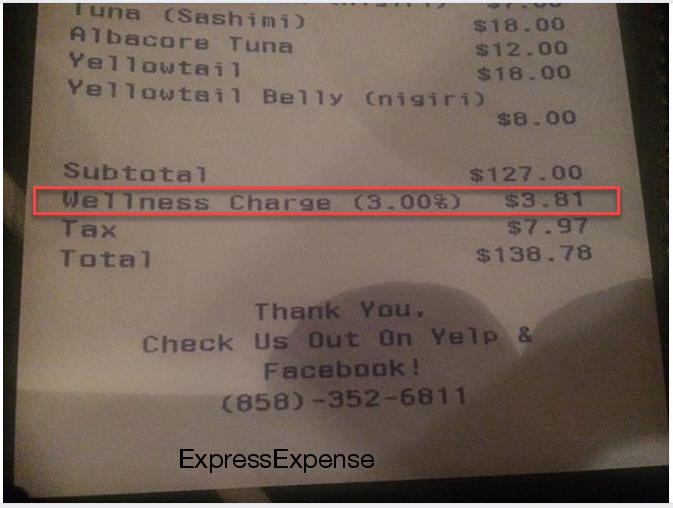 Tuna (Sashimi) $18.00
Albacore Tuna $12.00
Yellowtail $18.00
Yellowtail Belly (nigiri)
$8.00
Subtotal $127.00
Wellness Charge (3.00%) $3.81
Tax $7.97
Total $138.78
Thank You,
Check Us Out On Yelp &
Facebook!
(858)-352-6811
ExpressExpense